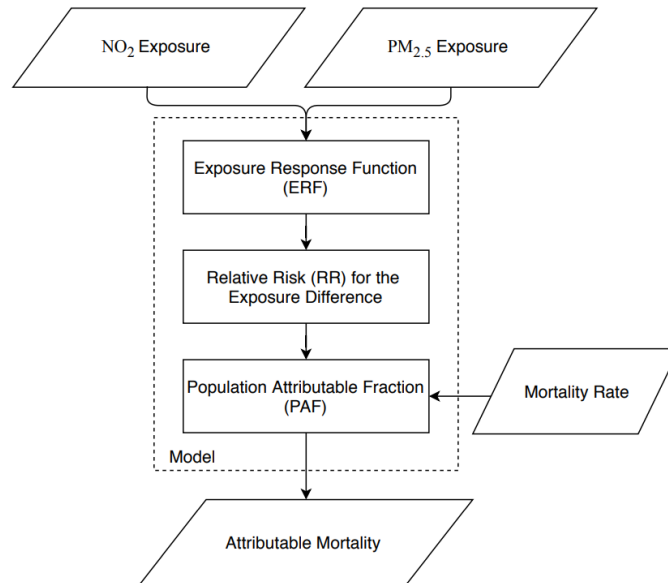 NO₂ Exposure
PM₂.₅ Exposure
Exposure Response Function
(ERF)
Relative Risk (RR) for the
Exposure Difference
Population Attributable Fraction
(PAF)
Mortality Rate
Model
Attributable Mortality